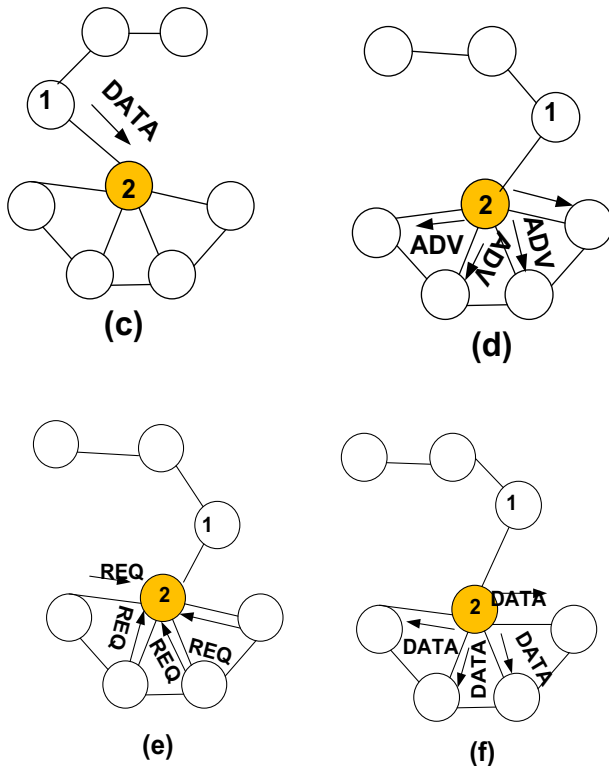 1
DATA
2
(c)
1
2
ADV
ADV
ADV
(d)
1
REQ
2
REQ
REQ
REQ
(e)
1
2
DATA
DATA
DATA
DATA
(f)